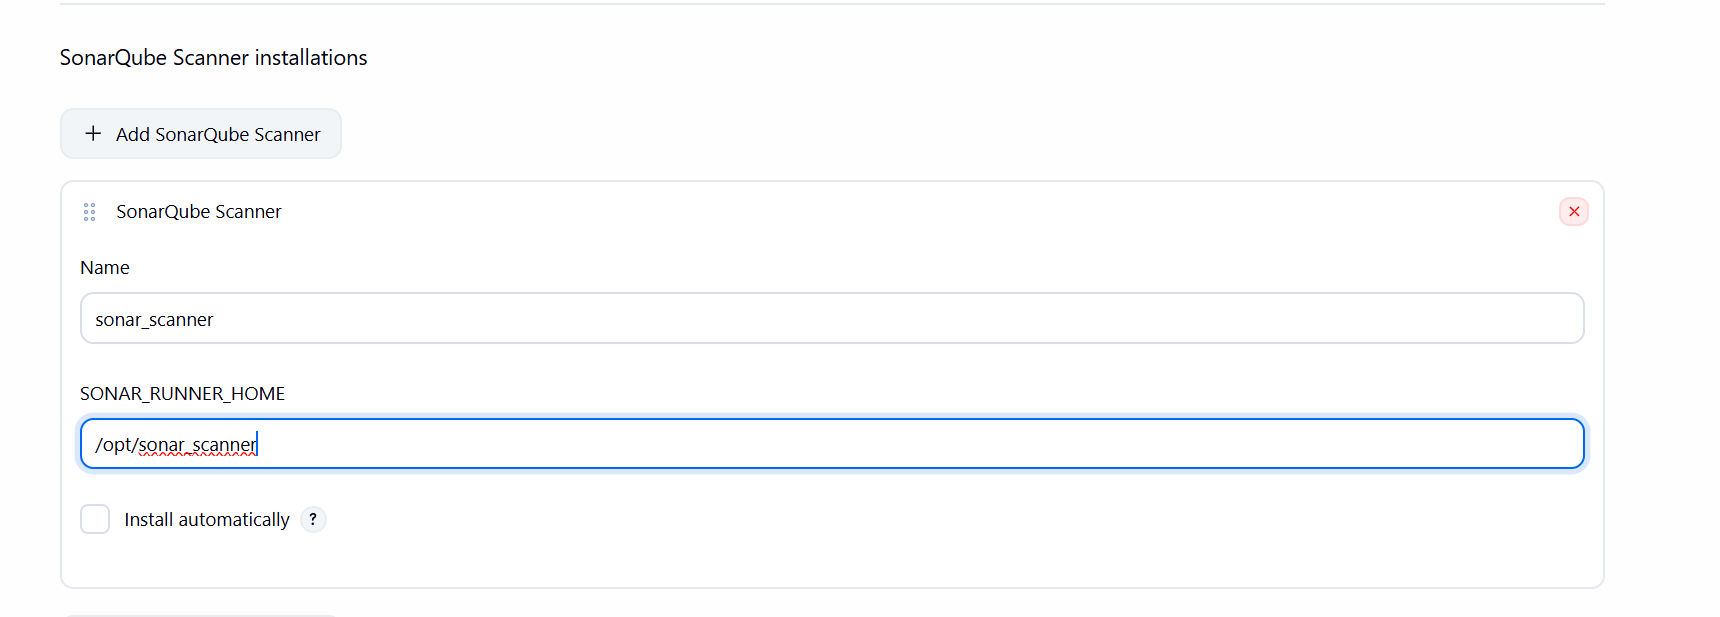 SonarQube Scanner installations
+ Add SonarQube Scanner
SonarQube Scanner
Name
sonar_scanner
SONAR_RUNNER_HOME
/opt/sonar_scanner
Install automatically ?